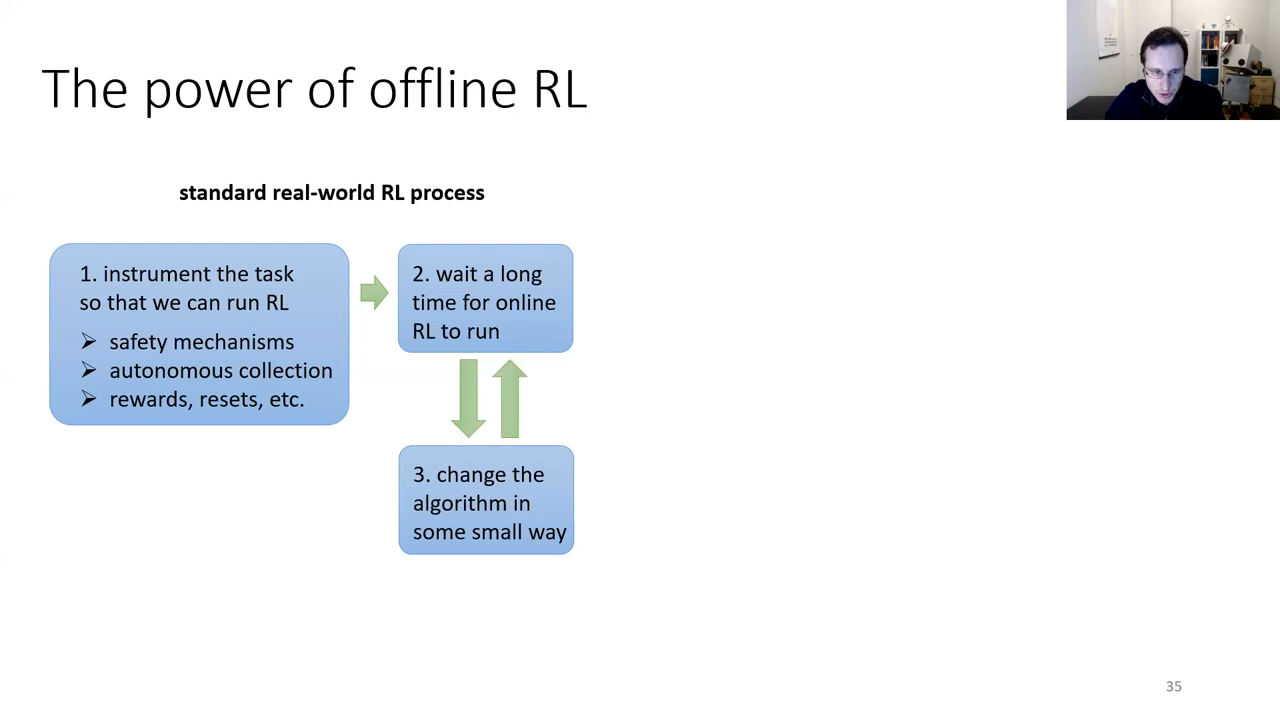 The power of offline RL
standard real-world RL process
1. instrument the task
so that we can run RL
➢ safety mechanisms
➢ autonomous collection
➢ rewards, resets, etc.
2. wait a long
time for online
RL to run
3. change the
algorithm in
some small way
35